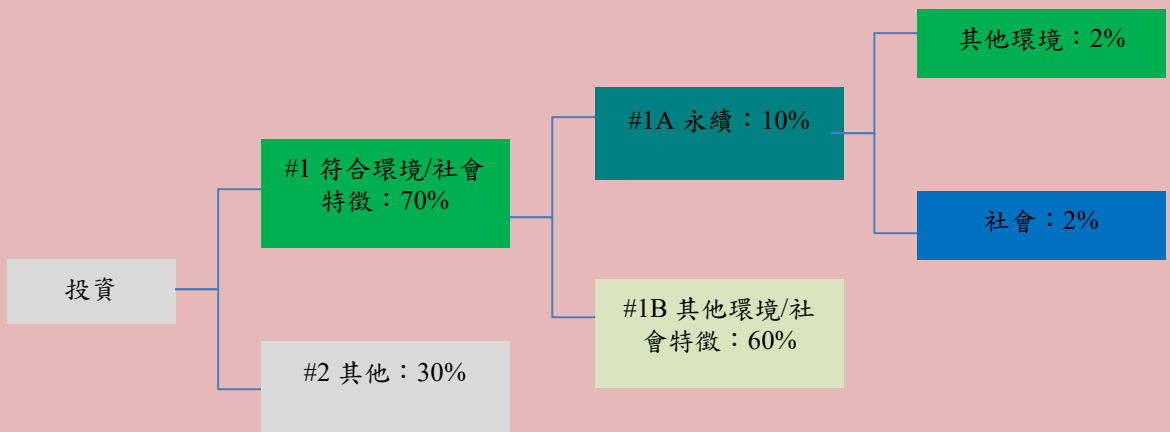 其他環境：2%
#1A 永續：10%
#1 符合環境/社會
特徵：70%
社會：2%
投資
#1B 其他環境/社
會特徵：60%
#2 其他：30%